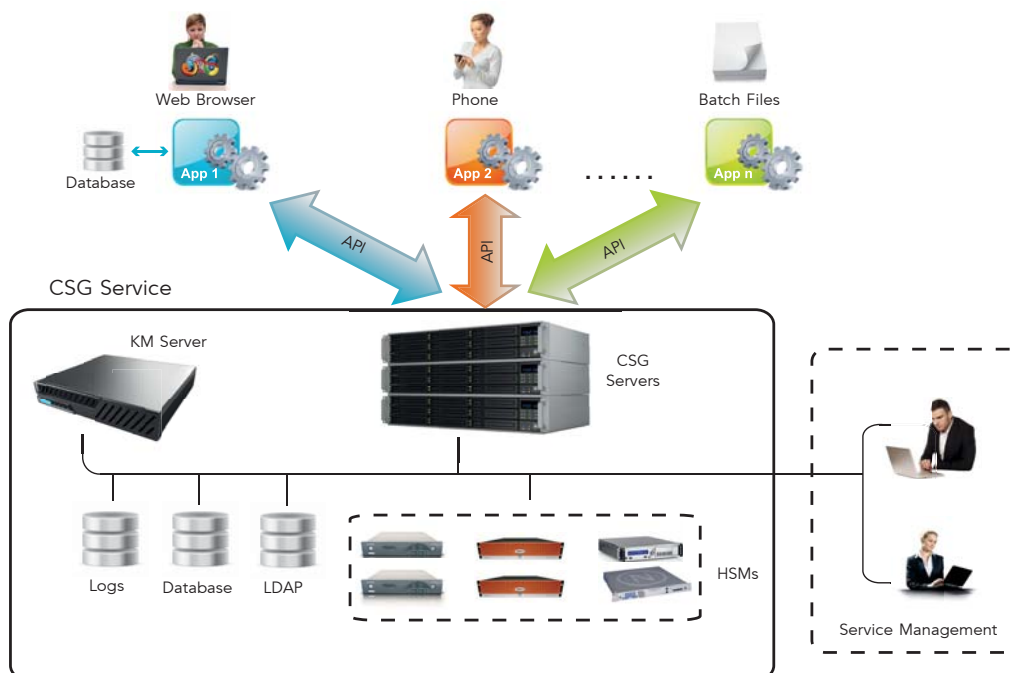 Web Browser
Phone
Batch Files
App 1
App 2
App n
......
Database
API
API
API
CSG Service
KM Server
CSG
Servers
Logs
Database
LDAP
HSMs
Service Management